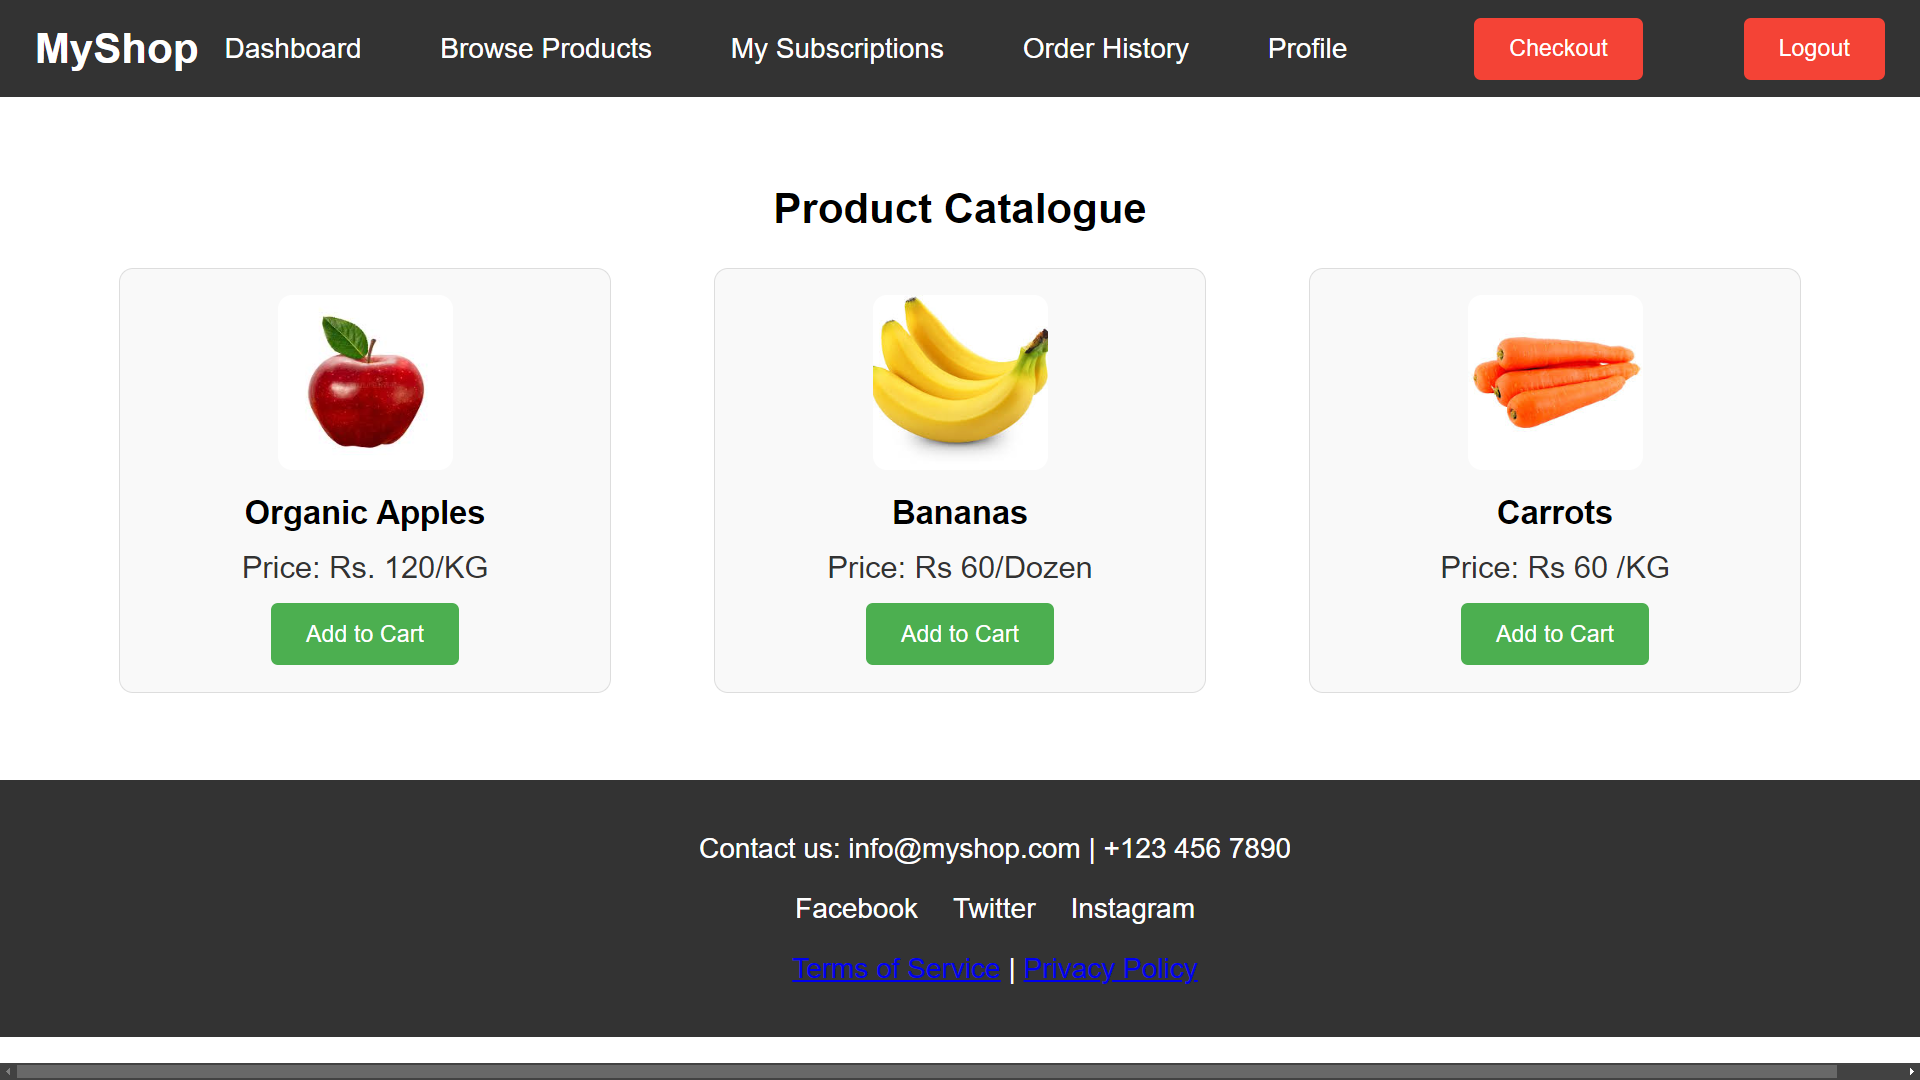 MyShop Dashboard Browse Products My Subscriptions Order History Profile Checkout Logout
Product Catalogue
Organic Apples
Price: Rs. 120/KG
Add to Cart
Bananas
Price: Rs 60/Dozen
Add to Cart
Carrots
Price: Rs 60 /KG
Add to Cart
Contact us: info@myshop.com | +123 456 7890
Facebook Twitter Instagram
Terms of Service | Privacy Policy